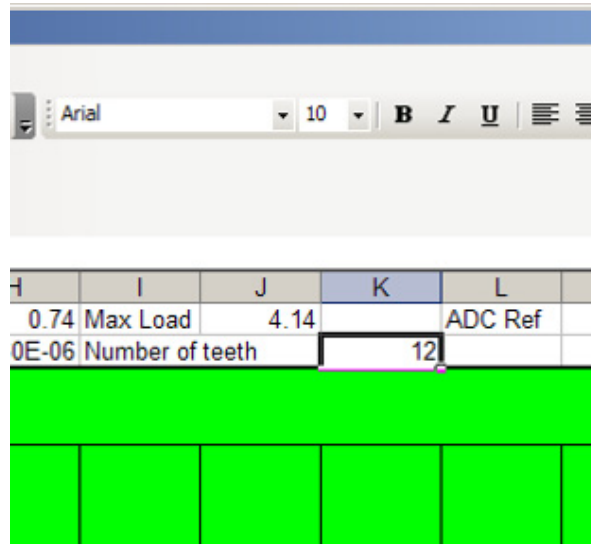 Arial 10 B I U
H I J K L
0.74 Max Load 4.14 ADC Ref
0E-06 Number of teeth 12